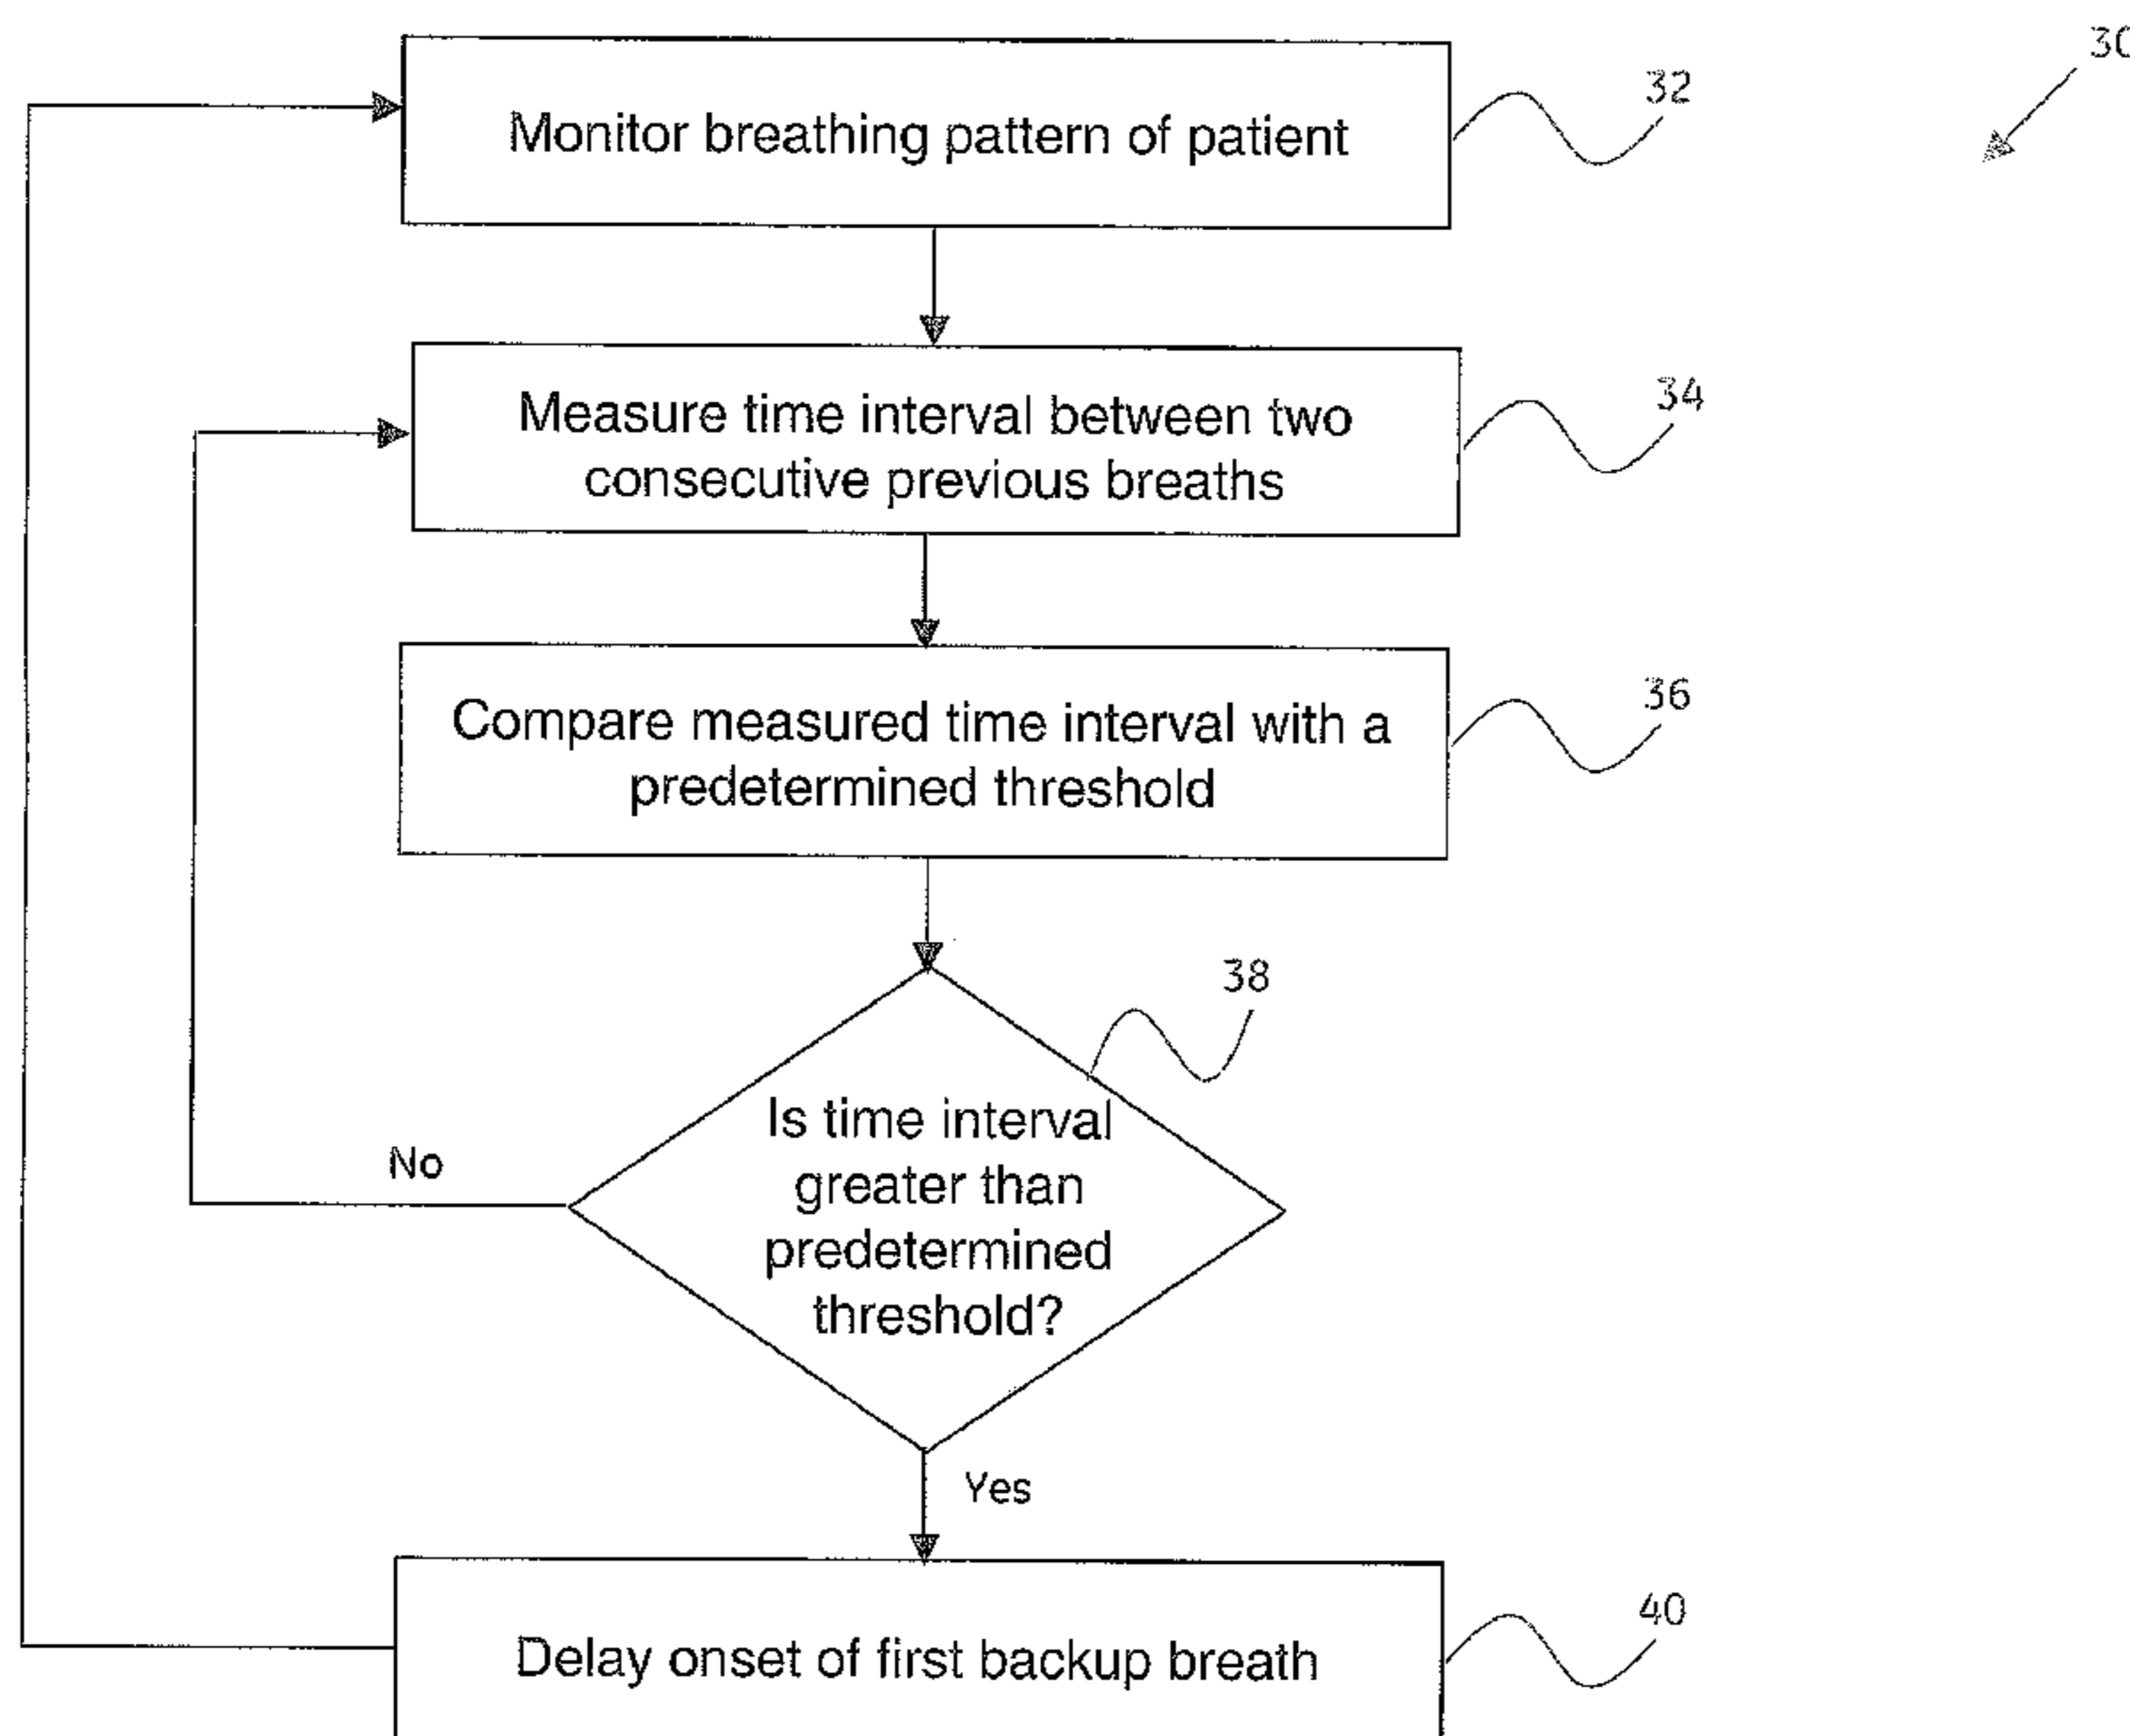 30
Monitor breathing pattern of patient
32
Measure time interval between two
consecutive previous breaths
34
Compare measured time interval with a
predetermined threshold
36
38
Is time interval
greater than
predetermined
threshold?
No
Yes
Delay onset of first backup breath
40